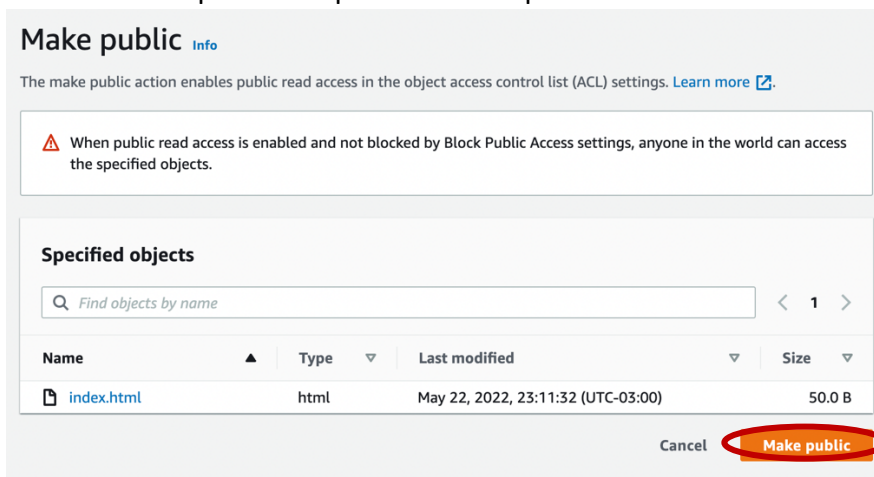 Make public Info
The make public action enables public read access in the object access control list (ACL) settings. Learn more.
When public read access is enabled and not blocked by Block Public Access settings, anyone in the world can access
the specified objects.
Specified objects
Find objects by name
1
Name Type Last modified Size
index.html html May 22, 2022, 23:11:32 (UTC-03:00) 50.0 B
Cancel Make public